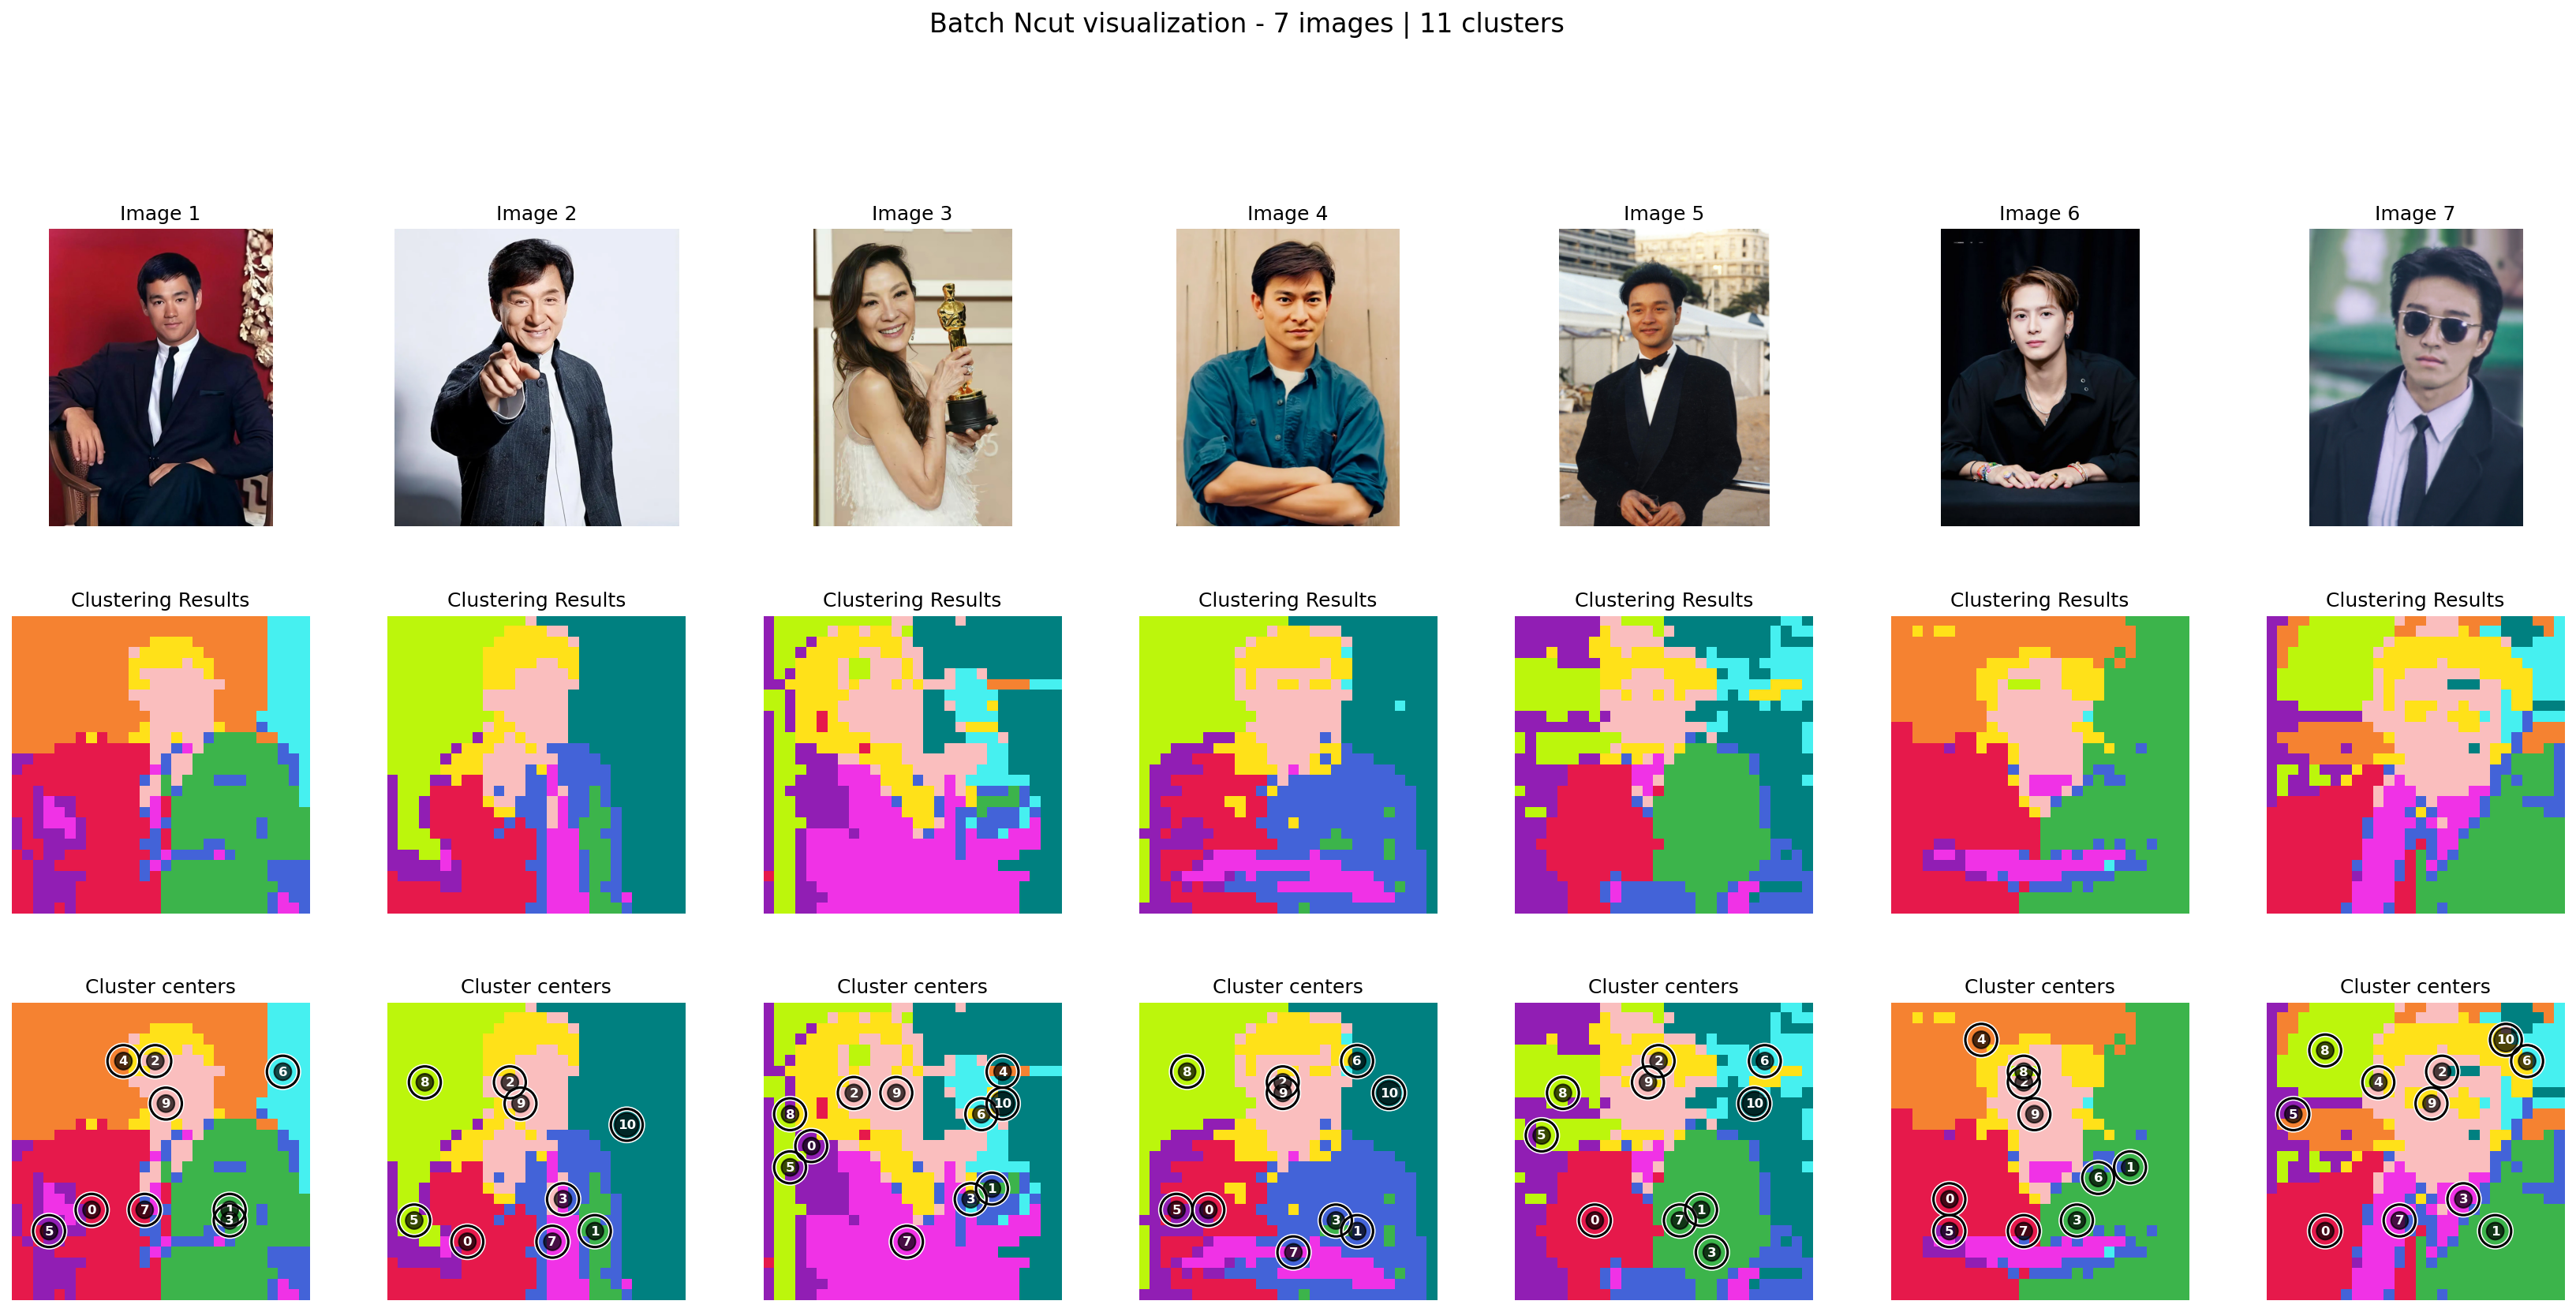 Batch Ncut visualization - 7 images | 11 clusters
Image 1 Image 2 Image 3 Image 4 Image 5 Image 6 Image 7
Clustering Results Clustering Results Clustering Results Clustering Results Clustering Results Clustering Results Clustering Results
Cluster centers Cluster centers Cluster centers Cluster centers Cluster centers Cluster centers Cluster centers
4 2 6 9 0 7 1 3 5
8 2 9 10 3 5 1 0 7
4 2 9 10 8 6 0 5 1 3 7
6 8 2 9 10 5 0 3 1 7
2 6 9 8 10 5 1 0 7 3
4 8 2 9 1 6 0 3 5 7
10 8 6 2 4 9 5 3 7 0 1